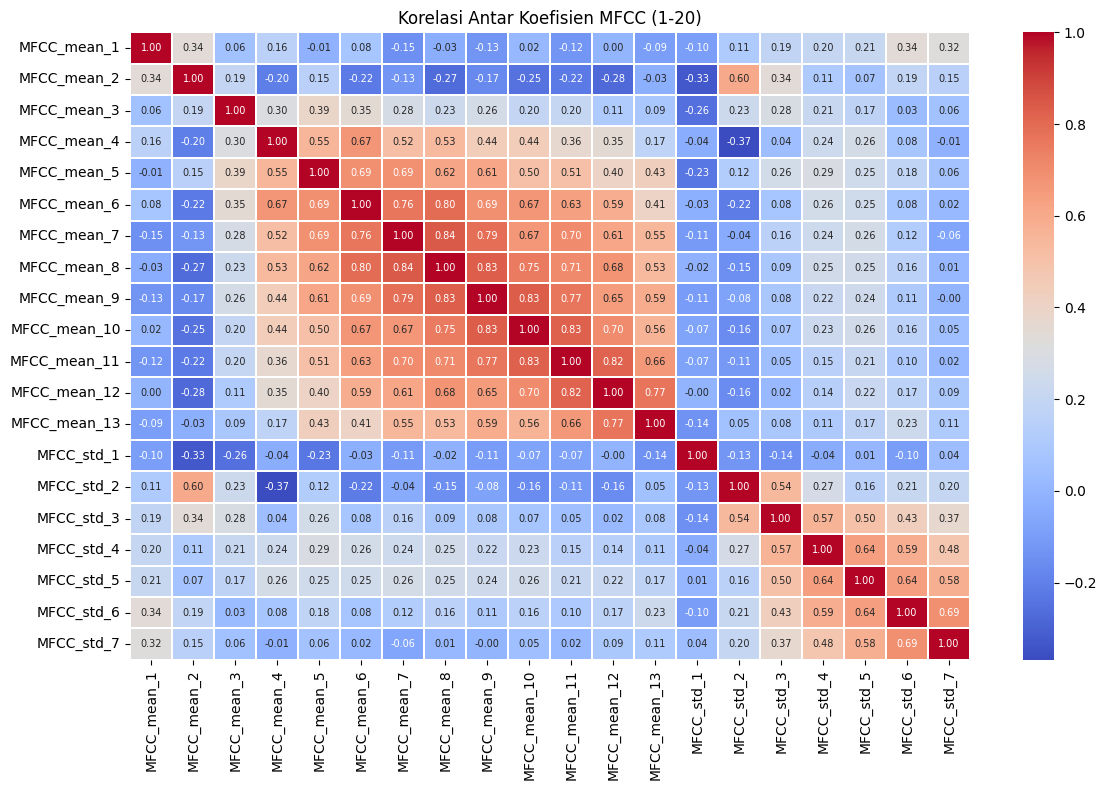 Korelasi Antar Koefisien MFCC (1-20)
MFCC_mean_1 1.00 0.34 0.06 0.16 -0.01 0.08 -0.15 -0.03 -0.13 0.02 -0.12 0.00 -0.09 -0.10 0.11 0.19 0.20 0.21 0.34 0.32
MFCC_mean_2 0.34 1.00 0.19 -0.20 0.15 -0.22 -0.13 -0.27 -0.17 -0.25 -0.22 -0.28 -0.03 -0.33 0.60 0.34 0.11 0.07 0.19 0.15
MFCC_mean_3 0.06 0.19 1.00 0.30 0.39 0.35 0.28 0.23 0.26 0.20 0.20 0.11 0.09 -0.26 0.23 0.28 0.21 0.17 0.03 0.06
MFCC_mean_4 0.16 -0.20 0.30 1.00 0.55 0.67 0.52 0.53 0.44 0.44 0.36 0.35 0.17 -0.04 -0.37 0.04 0.24 0.26 0.08 -0.01
MFCC_mean_5 -0.01 0.15 0.39 0.55 1.00 0.69 0.69 0.62 0.61 0.50 0.51 0.40 0.43 -0.23 0.12 0.26 0.29 0.25 0.18 0.06
MFCC_mean_6 0.08 -0.22 0.35 0.67 0.69 1.00 0.76 0.80 0.69 0.67 0.63 0.59 0.41 -0.03 -0.22 0.08 0.26 0.25 0.08 0.02
MFCC_mean_7 -0.15 -0.13 0.28 0.52 0.69 0.76 1.00 0.84 0.79 0.67 0.70 0.61 0.55 -0.11 -0.04 0.16 0.24 0.26 0.12 -0.06
MFCC_mean_8 -0.03 -0.27 0.23 0.53 0.62 0.80 0.84 1.00 0.83 0.75 0.71 0.68 0.53 -0.02 -0.15 0.09 0.25 0.25 0.16 0.01
MFCC_mean_9 -0.13 -0.17 0.26 0.44 0.61 0.69 0.79 0.83 1.00 0.83 0.77 0.65 0.59 -0.11 -0.08 0.08 0.22 0.24 0.11 -0.00
MFCC_mean_10 0.02 -0.25 0.20 0.44 0.50 0.67 0.67 0.75 0.83 1.00 0.83 0.70 0.56 -0.07 -0.16 0.07 0.23 0.26 0.16 0.05
MFCC_mean_11 -0.12 -0.22 0.20 0.36 0.51 0.63 0.70 0.71 0.77 0.83 1.00 0.82 0.66 -0.07 -0.11 0.05 0.15 0.21 0.10 0.02
MFCC_mean_12 0.00 -0.28 0.11 0.35 0.40 0.59 0.61 0.68 0.65 0.70 0.82 1.00 0.77 -0.00 -0.16 0.02 0.14 0.22 0.17 0.09
MFCC_mean_13 -0.09 -0.03 0.09 0.17 0.43 0.41 0.55 0.53 0.59 0.56 0.66 0.77 1.00 -0.14 0.05 0.08 0.11 0.17 0.23 0.11
MFCC_std_1 -0.10 -0.33 -0.26 -0.04 -0.23 -0.03 -0.11 -0.02 -0.11 -0.07 -0.07 -0.00 -0.14 1.00 -0.13 -0.14 -0.04 0.01 -0.10 0.04
MFCC_std_2 0.11 0.60 0.23 -0.37 0.12 -0.22 -0.04 -0.15 -0.08 -0.16 -0.11 -0.16 0.05 -0.13 1.00 0.54 0.27 0.16 0.21 0.20
MFCC_std_3 0.19 0.34 0.28 0.04 0.26 0.08 0.16 0.09 0.08 0.07 0.05 0.02 0.08 -0.14 0.54 1.00 0.57 0.50 0.43 0.37
MFCC_std_4 0.20 0.11 0.21 0.24 0.29 0.26 0.24 0.25 0.22 0.23 0.15 0.14 0.11 -0.04 0.27 0.57 1.00 0.64 0.59 0.48
MFCC_std_5 0.21 0.07 0.17 0.26 0.25 0.25 0.26 0.25 0.24 0.26 0.21 0.22 0.17 0.01 0.16 0.50 0.64 1.00 0.64 0.58
MFCC_std_6 0.34 0.19 0.03 0.08 0.18 0.08 0.12 0.16 0.11 0.16 0.10 0.17 0.23 -0.10 0.21 0.43 0.59 0.64 1.00 0.69
MFCC_std_7 0.32 0.15 0.06 -0.01 0.06 0.02 -0.06 0.01 -0.00 0.05 0.02 0.09 0.11 0.04 0.20 0.37 0.48 0.58 0.69 1.00
MFCC_mean_1
MFCC_mean_2
MFCC_mean_3
MFCC_mean_4
MFCC_mean_5
MFCC_mean_6
MFCC_mean_7
MFCC_mean_8
MFCC_mean_9
MFCC_mean_10
MFCC_mean_11
MFCC_mean_12
MFCC_mean_13
MFCC_std_1
MFCC_std_2
MFCC_std_3
MFCC_std_4
MFCC_std_5
MFCC_std_6
MFCC_std_7
1.0
0.8
0.6
0.4
0.2
0.0
−0.2